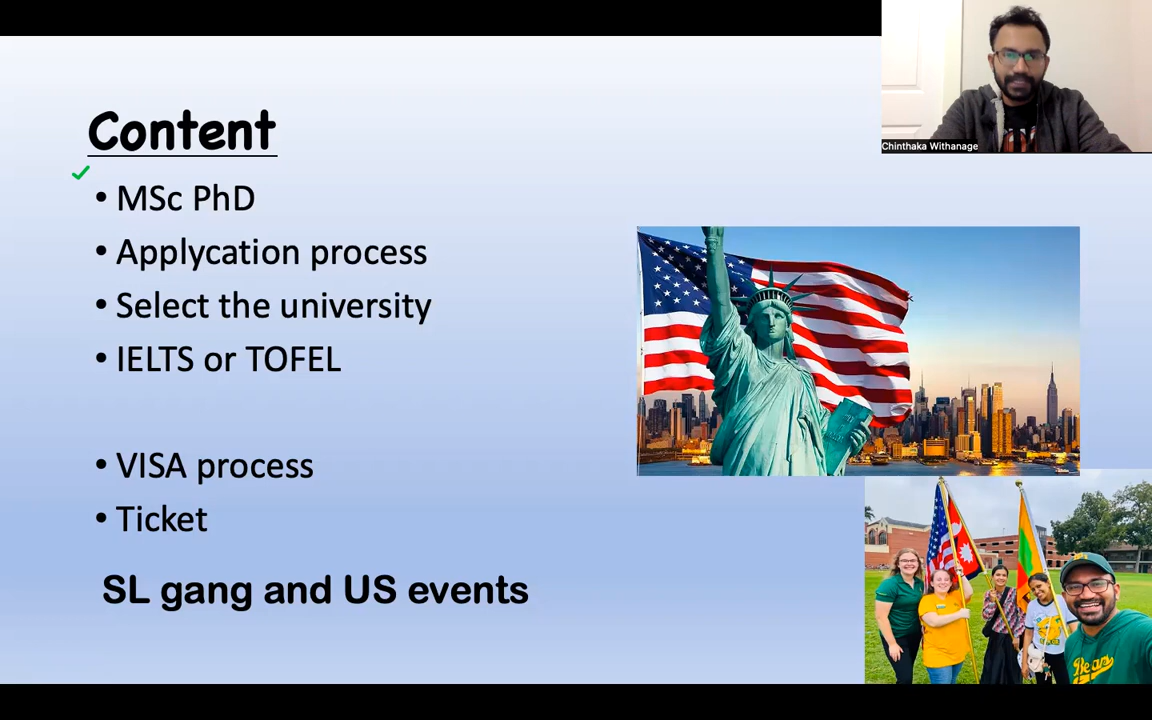 Content
• MSc PhD
• Applycation process
• Select the university
• IELTS or TOFEL
• VISA process
• Ticket
SL gang and US events
Chinthaka Withanage
Bears